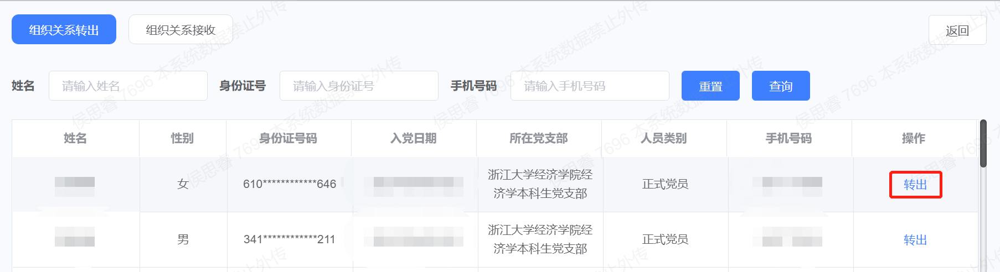 组织关系转出 组织关系接收 返回
姓名 请输入姓名 身份证号 请输入身份证号 手机号码 请输入手机号码 重置 查询
姓名 性别 身份证号码 入党日期 所在党支部 人员类别 手机号码 操作
女 610************646 浙江大学经济学院经济学本科生党支部 正式党员 转出
男 341************211 浙江大学经济学院经济学本科生党支部 正式党员 转出
侯思睿 7696 本系统数据禁止外传